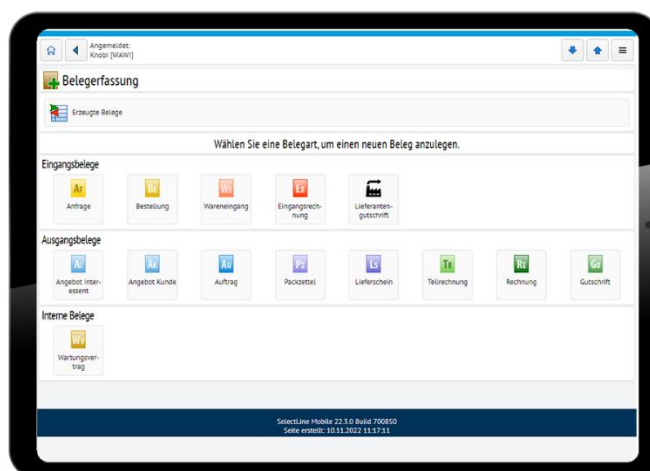 Angemeldet:
Knobi [WAWI]
Belegerfassung
Erzeugte Belege
Wählen Sie eine Belegart, um einen neuen Beleg anzulegen.
Eingangsbelege
AF BE WE ER
Anfrage Bestellung Wareneingang Eingangsrech- Lieferanten-
nung gutschrift
Ausgangsbelege
AI AK AU PZ LS TR RE GU
Angebot Inter- Angebot Kunde Auftrag Packzettel Lieferschein Teilrechnung Rechnung Gutschrift
essent
Interne Belege
WV
Wartungsver-
trag
SelectLine Mobile 22.3.0 Build 700850
Seite erstellt: 10.11.2022 11:17:11